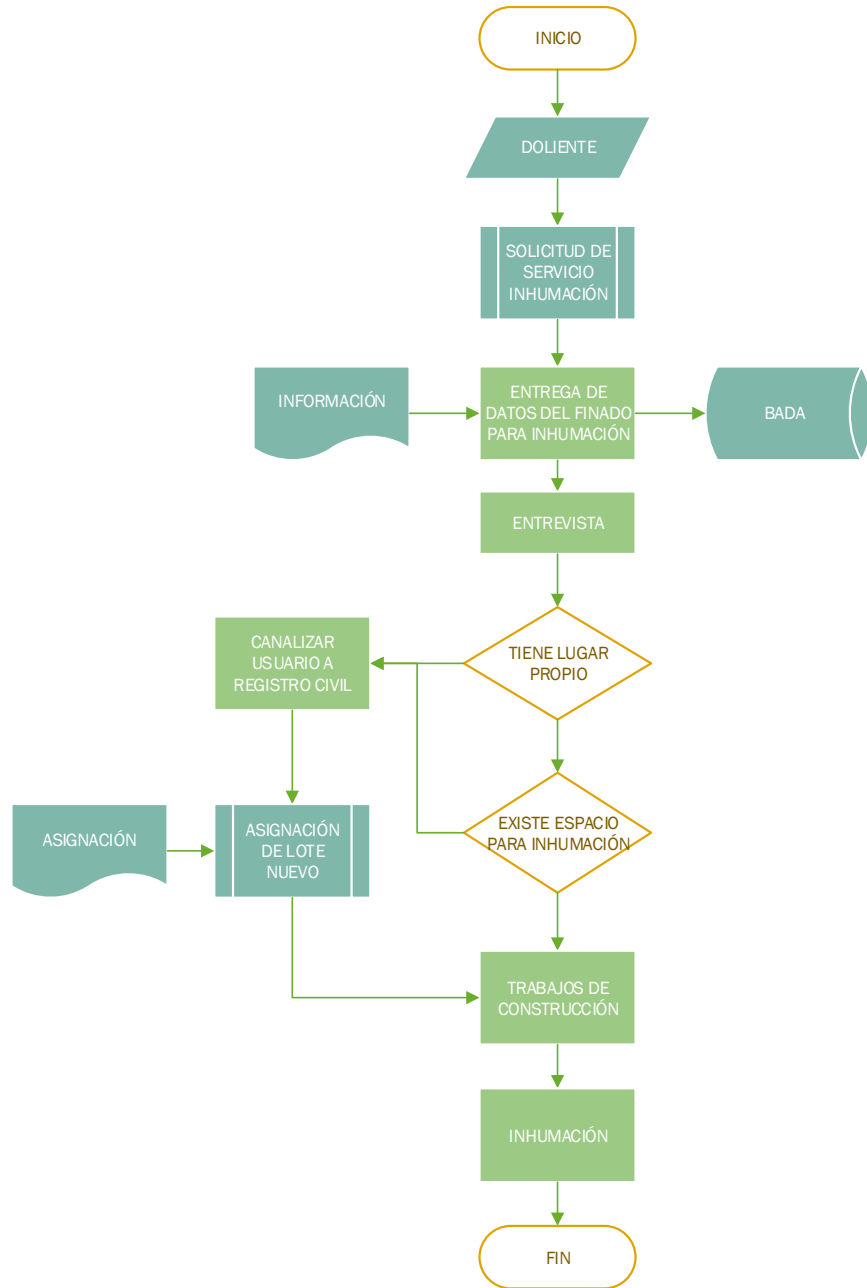 INICIO
DOLIENTE
SOLICITUD DE
SERVICIO
INHUMACIÓN
INFORMACIÓN
ENTREGA DE
DATOS DEL FINADO
PARA INHUMACIÓN
BADA
ENTREVISTA
TIENE LUGAR
PROPIO
CANALIZAR
USUARIO A
REGISTRO CIVIL
EXISTE ESPACIO
PARA INHUMACIÓN
ASIGNACIÓN
ASIGNACIÓN
DE LOTE
NUEVO
TRABAJOS DE
CONSTRUCCIÓN
INHUMACIÓN
FIN